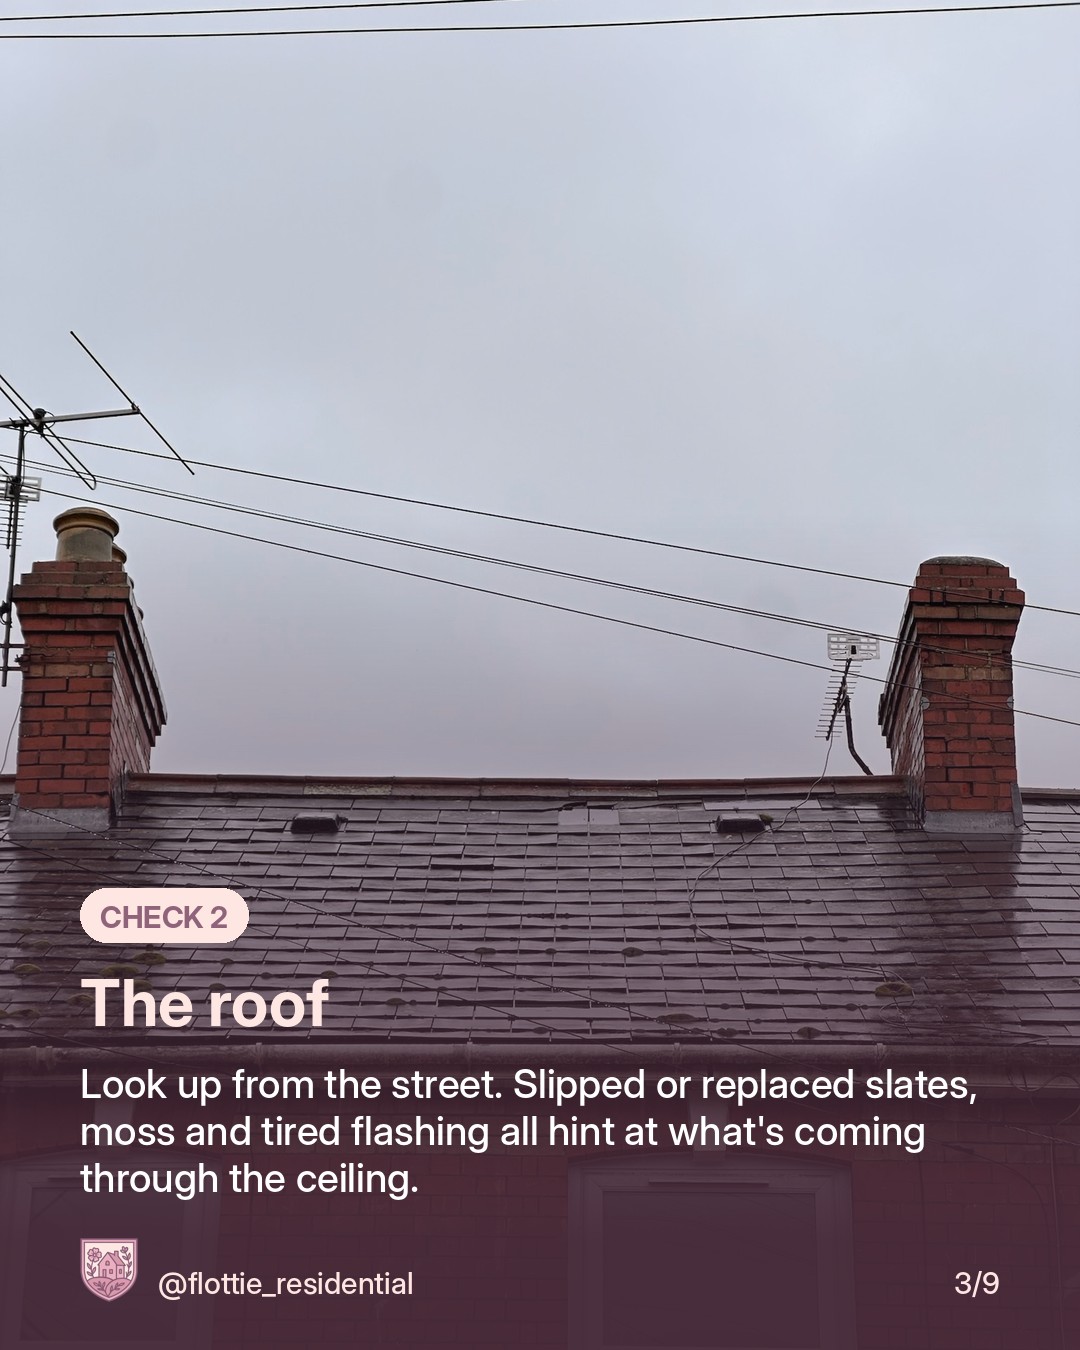 CHECK 2
The roof
Look up from the street. Slipped or replaced slates,
moss and tired flashing all hint at what's coming
through the ceiling.
@flottie_residential
3/9